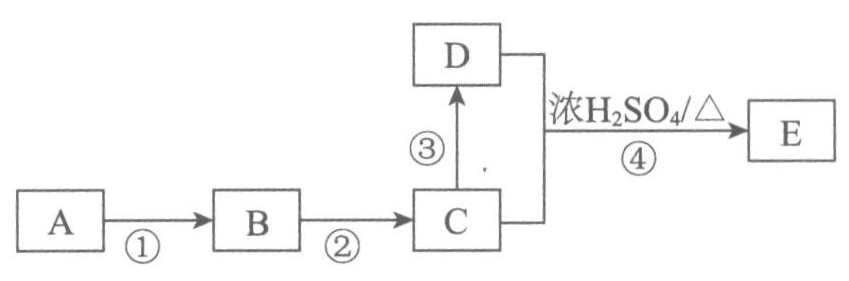 D
浓H₂SO₄/△
E
③
④
A
B
C
①
②